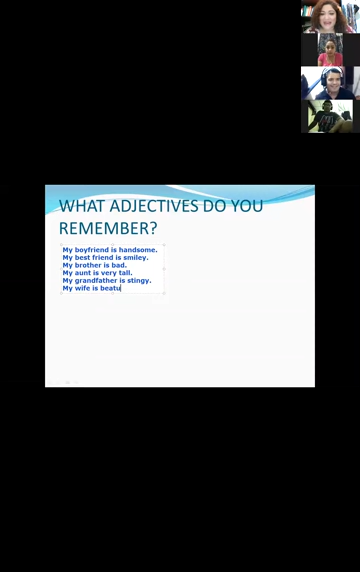 WHAT ADJECTIVES DO YOU
REMEMBER?
My boyfriend is handsome.
My best friend is smiley.
My brother is bad.
My aunt is very tall.
My grandfather is stingy.
My wife is beatu